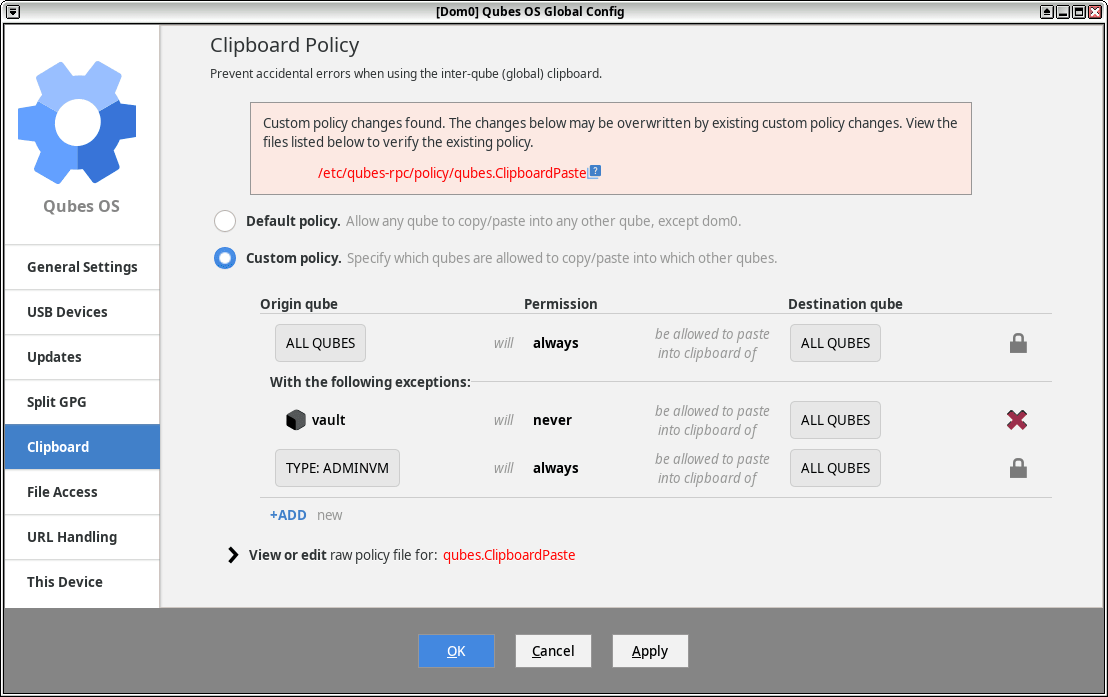 [Dom0] Qubes OS Global Config
Qubes OS
General Settings
USB Devices
Updates
Split GPG
Clipboard
File Access
URL Handling
This Device
Clipboard Policy
Prevent accidental errors when using the inter-qube (global) clipboard.
Custom policy changes found. The changes below may be overwritten by existing custom policy changes. View the
files listed below to verify the existing policy.
/etc/qubes-rpc/policy/qubes.ClipboardPaste?
Default policy. Allow any qube to copy/paste into any other qube, except dom0.
Custom policy. Specify which qubes are allowed to copy/paste into which other qubes.
Origin qube Permission Destination qube
ALL QUBES will always be allowed to paste
into clipboard of ALL QUBES
With the following exceptions:
vault will never be allowed to paste
into clipboard of ALL QUBES
TYPE: ADMINVM will always be allowed to paste
into clipboard of ALL QUBES
+ADD new
View or edit raw policy file for: qubes.ClipboardPaste
OK Cancel Apply